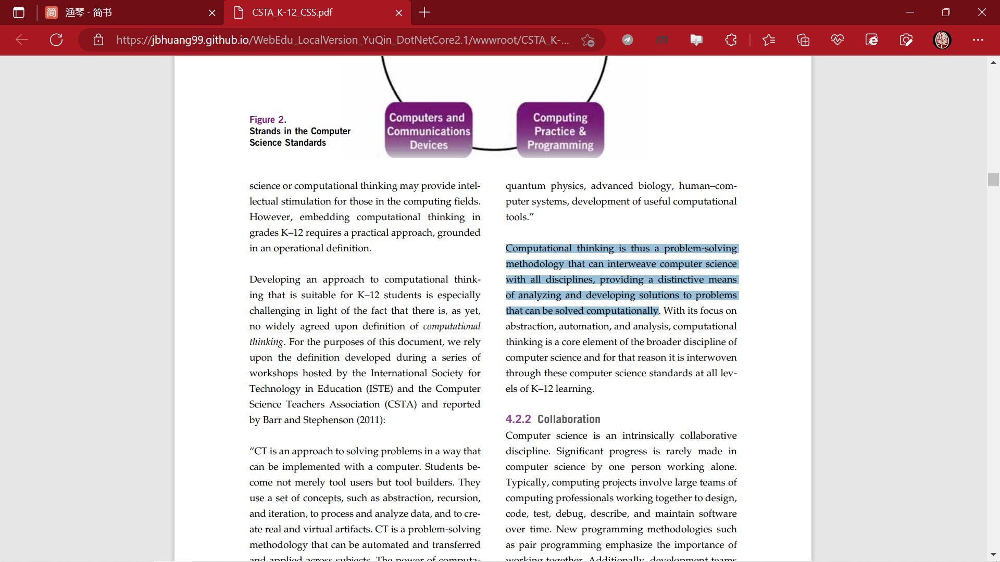 渔琴 - 简书
CSTA_K-12_CSS.pdf
https://jbhuang99.github.io/WebEdu_LocalVersion_YuQin_DotNetCore2.1/wwwroot/CSTA_K-...
Computers and
Communications
Devices
Computing
Practice &
Programming
Figure 2.
Strands in the Computer
Science Standards
science or computational thinking may provide intel-
lectual stimulation for those in the computing fields.
However, embedding computational thinking in
grades K–12 requires a practical approach, grounded
in an operational definition.
Developing an approach to computational think-
ing that is suitable for K–12 students is especially
challenging in light of the fact that there is, as yet,
no widely agreed upon definition of computational
thinking. For the purposes of this document, we rely
upon the definition developed during a series of
workshops hosted by the International Society for
Technology in Education (ISTE) and the Computer
Science Teachers Association (CSTA) and reported
by Barr and Stephenson (2011):
“CT is an approach to solving problems in a way that
can be implemented with a computer. Students be-
come not merely tool users but tool builders. They
use a set of concepts, such as abstraction, recursion,
and iteration, to process and analyze data, and to cre-
ate real and virtual artifacts. CT is a problem-solving
methodology that can be automated and transferred
and applied across subjects. The power of computa-
quantum physics, advanced biology, human–com-
puter systems, development of useful computational
tools.”
Computational thinking is thus a problem-solving
methodology that can interweave computer science
with all disciplines, providing a distinctive means
of analyzing and developing solutions to problems
that can be solved computationally. With its focus on
abstraction, automation, and analysis, computational
thinking is a core element of the broader discipline of
computer science and for that reason it is interwoven
through these computer science standards at all lev-
els of K–12 learning.
4.2.2 Collaboration
Computer science is an intrinsically collaborative
discipline. Significant progress is rarely made in
computer science by one person working alone.
Typically, computing projects involve large teams of
computing professionals working together to design,
code, test, debug, describe, and maintain software
over time. New programming methodologies such
as pair programming emphasize the importance of
working together. Additionally, development teams